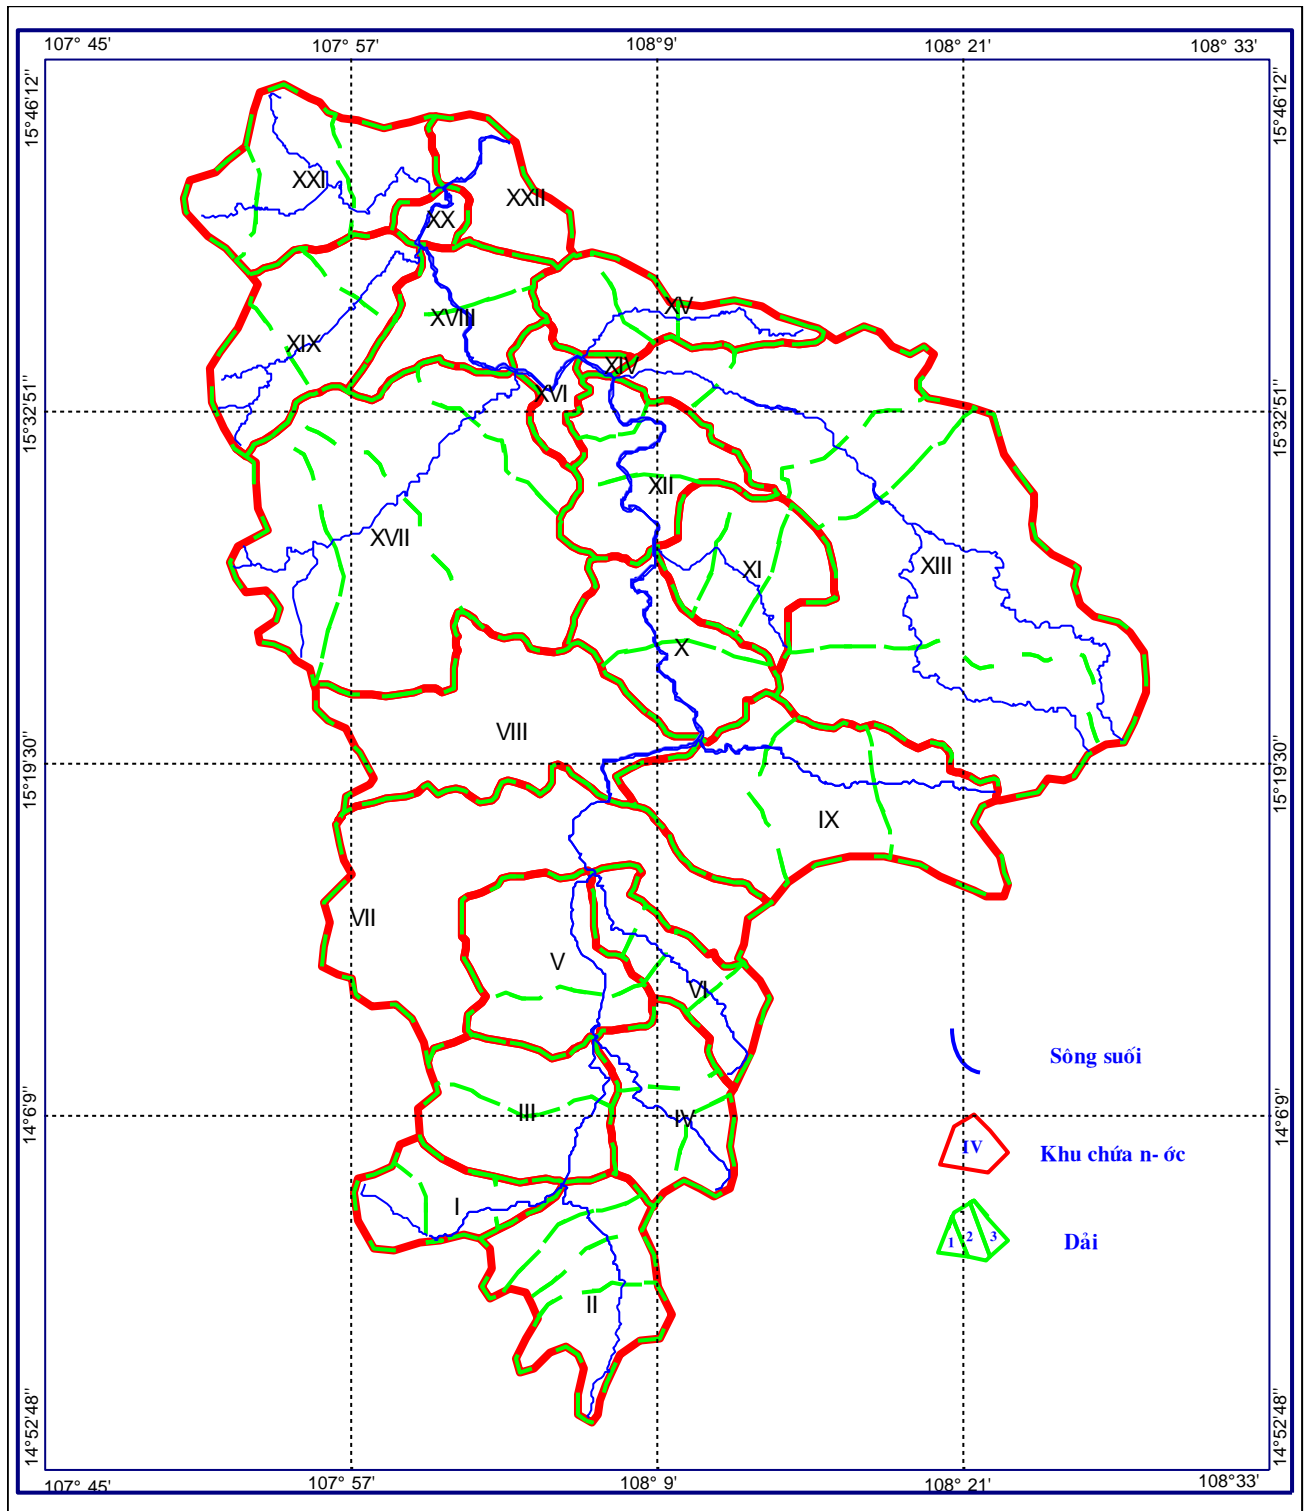 107° 45'
107° 57'
108°9'
108° 21'
108° 33'
15°46'12"
15°46'12"
XXI
XXII
XX
XV
XVIII
XIX
XIV
XVI
15°32'51"
15°32'51"
XII
XVII
XI
XIII
X
VIII
15°19'30"
15°19'30"
IX
VII
V
VI
Sông suối
14°6'9"
14°6'9"
III
IV
IV
Khu chứa n- ớc
I
1 2 3
Dải
II
14°52'48"
14°52'48"
107° 45'
107° 57'
108° 9'
108° 21'
108°33'